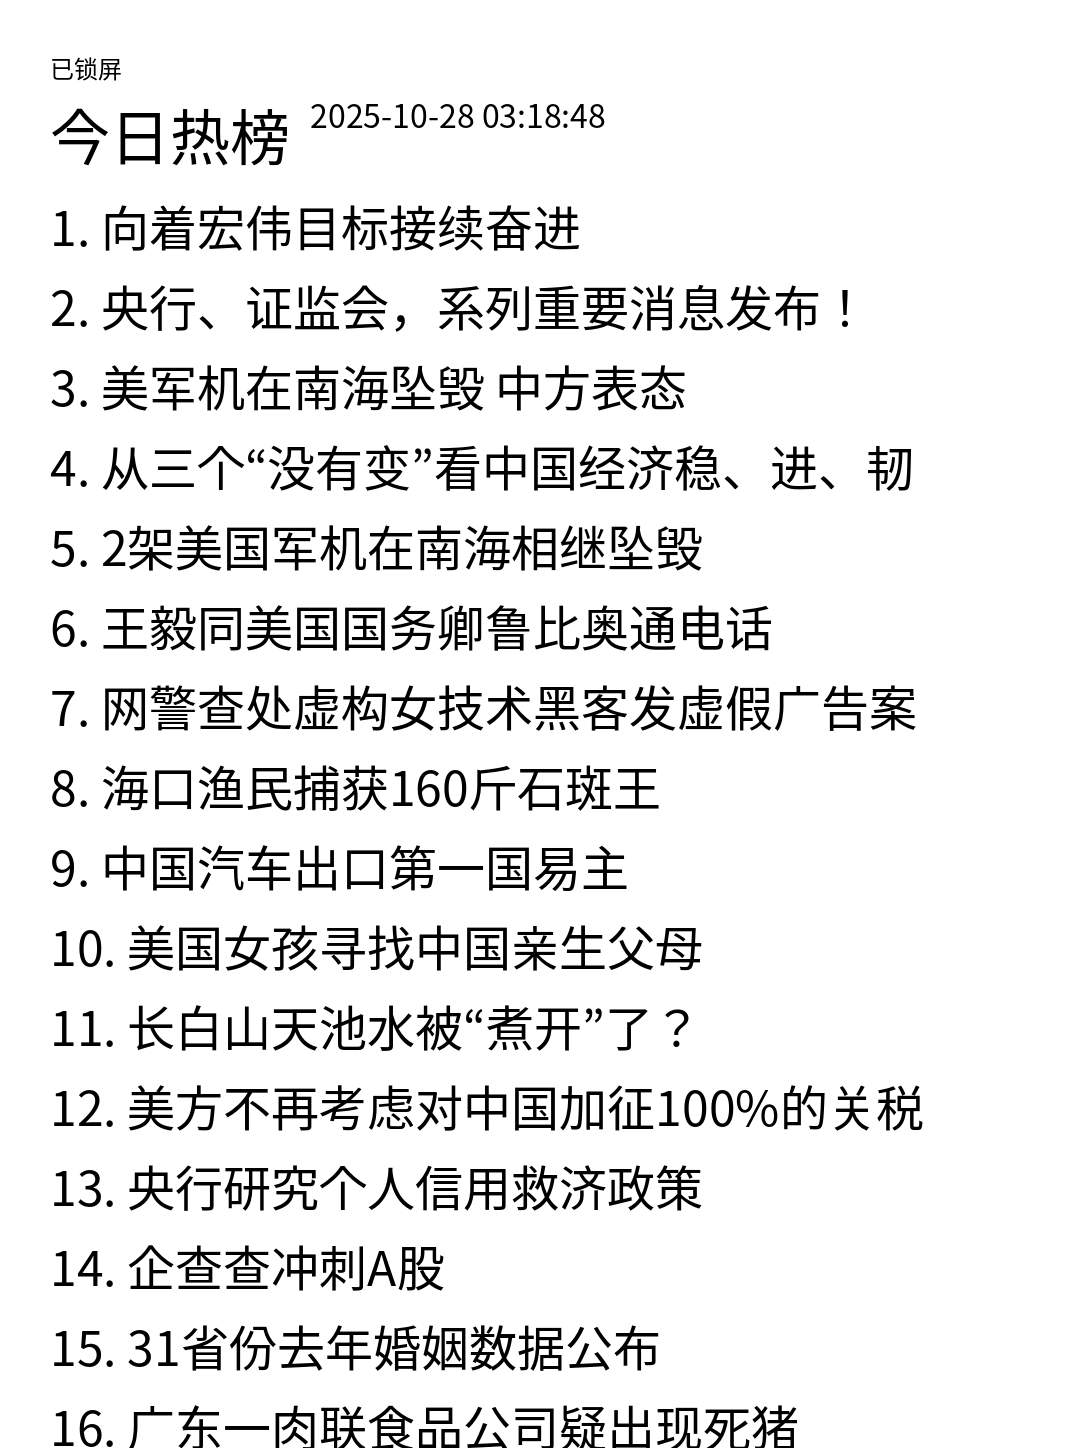 已锁屏
今日热榜 2025-10-28 03:18:48
1. 向着宏伟目标接续奋进
2. 央行、证监会，系列重要消息发布！
3. 美军机在南海坠毁 中方表态
4. 从三个“没有变”看中国经济稳、进、韧
5. 2架美国军机在南海相继坠毁
6. 王毅同美国国务卿鲁比奥通电话
7. 网警查处虚构女技术黑客发虚假广告案
8. 海口渔民捕获160斤石斑王
9. 中国汽车出口第一国易主
10. 美国女孩寻找中国亲生父母
11. 长白山天池水被“煮开”了？
12. 美方不再考虑对中国加征100%的关税
13. 央行研究个人信用救济政策
14. 企查查冲刺A股
15. 31省份去年婚姻数据公布
16. 广东一肉联食品公司疑出现死猪